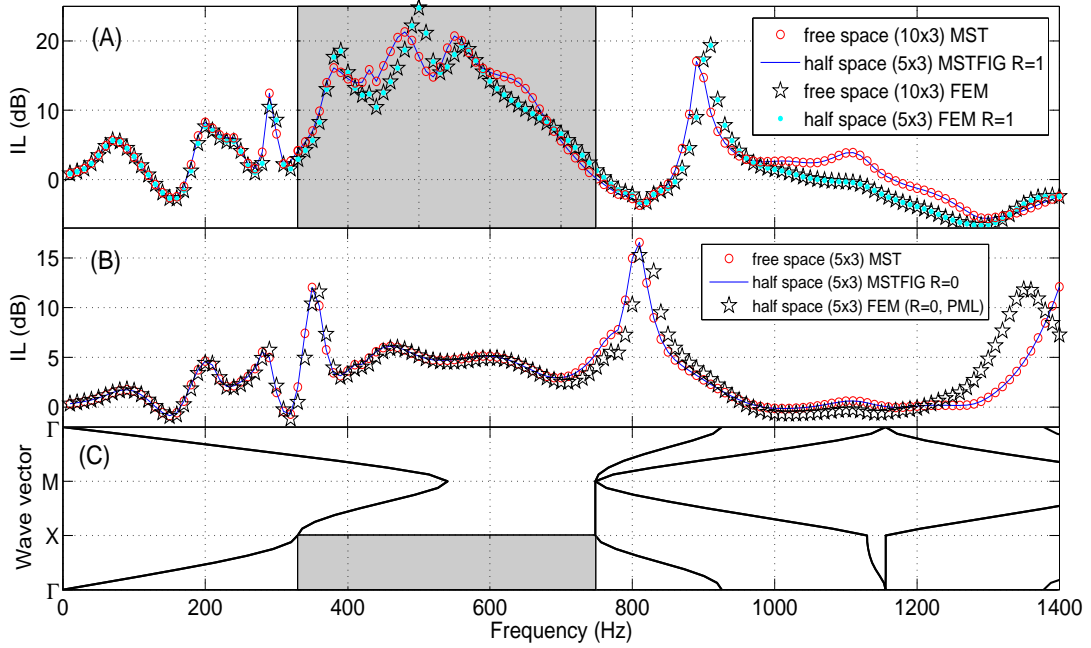 (A)
IL (dB)
20
10
0
free space (10x3) MST
half space (5x3) MSTFIG R=1
free space (10x3) FEM
half space (5x3) FEM R=1
(B)
IL (dB)
15
10
5
0
free space (5x3) MST
half space (5x3) MSTFIG R=0
half space (5x3) FEM (R=0, PML)
(C)
Wave vector
Γ
M
X
Γ
0 200 400 600 800 1000 1200 1400
Frequency (Hz)